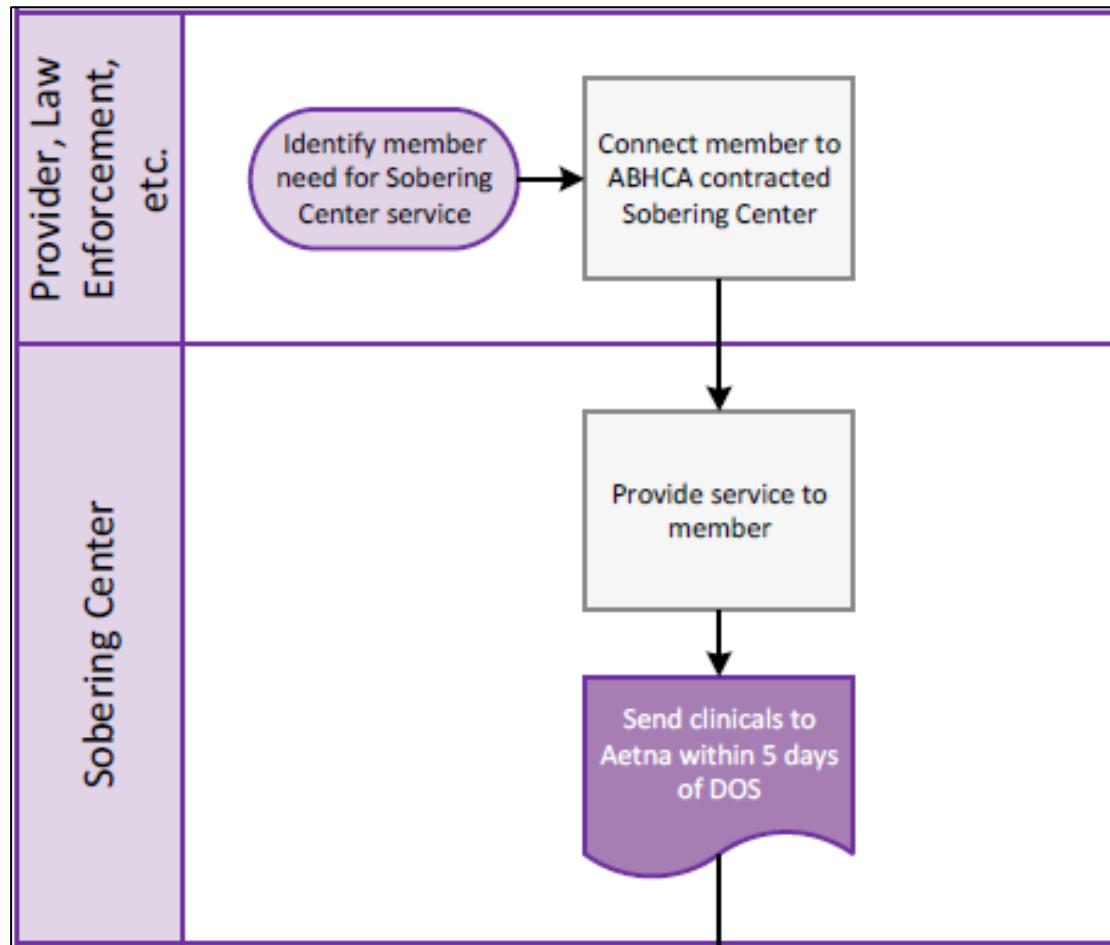 Provider, Law
Enforcement,
etc.
Identify member
need for Sobering
Center service
Connect member to
ABHCA contracted
Sobering Center
Sobering Center
Provide service to
member
Send clinicals to
Aetna within 5 days
of DOS